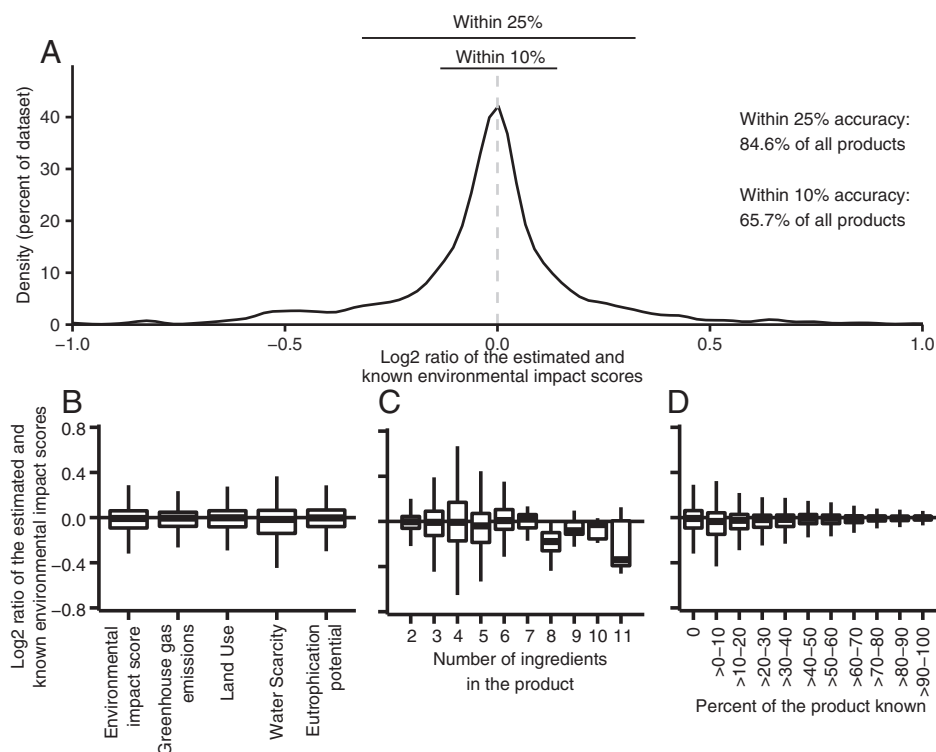 Within 25%
A
Within 10%
Density (percent of dataset)
40
30
20
10
0
Within 25% accuracy:
84.6% of all products
Within 10% accuracy:
65.7% of all products
−1.0
−0.5
0.0
0.5
1.0
Log2 ratio of the estimated and
known environmental impact scores
B
C
D
Log2 ratio of the estimated and
known environmental impact scores
0.8
0.4
0.0
−0.4
−0.8
Environmental
impact score
Greenhouse gas
emissions
Land Use
Water Scarcity
Eutrophication
potential
2
3
4
5
6
7
8
9
10
11
Number of ingredients
in the product
0
>0−10
>10−20
>20−30
>30−40
>40−50
>50−60
>60−70
>70−80
>80−90
>90−100
Percent of the product known